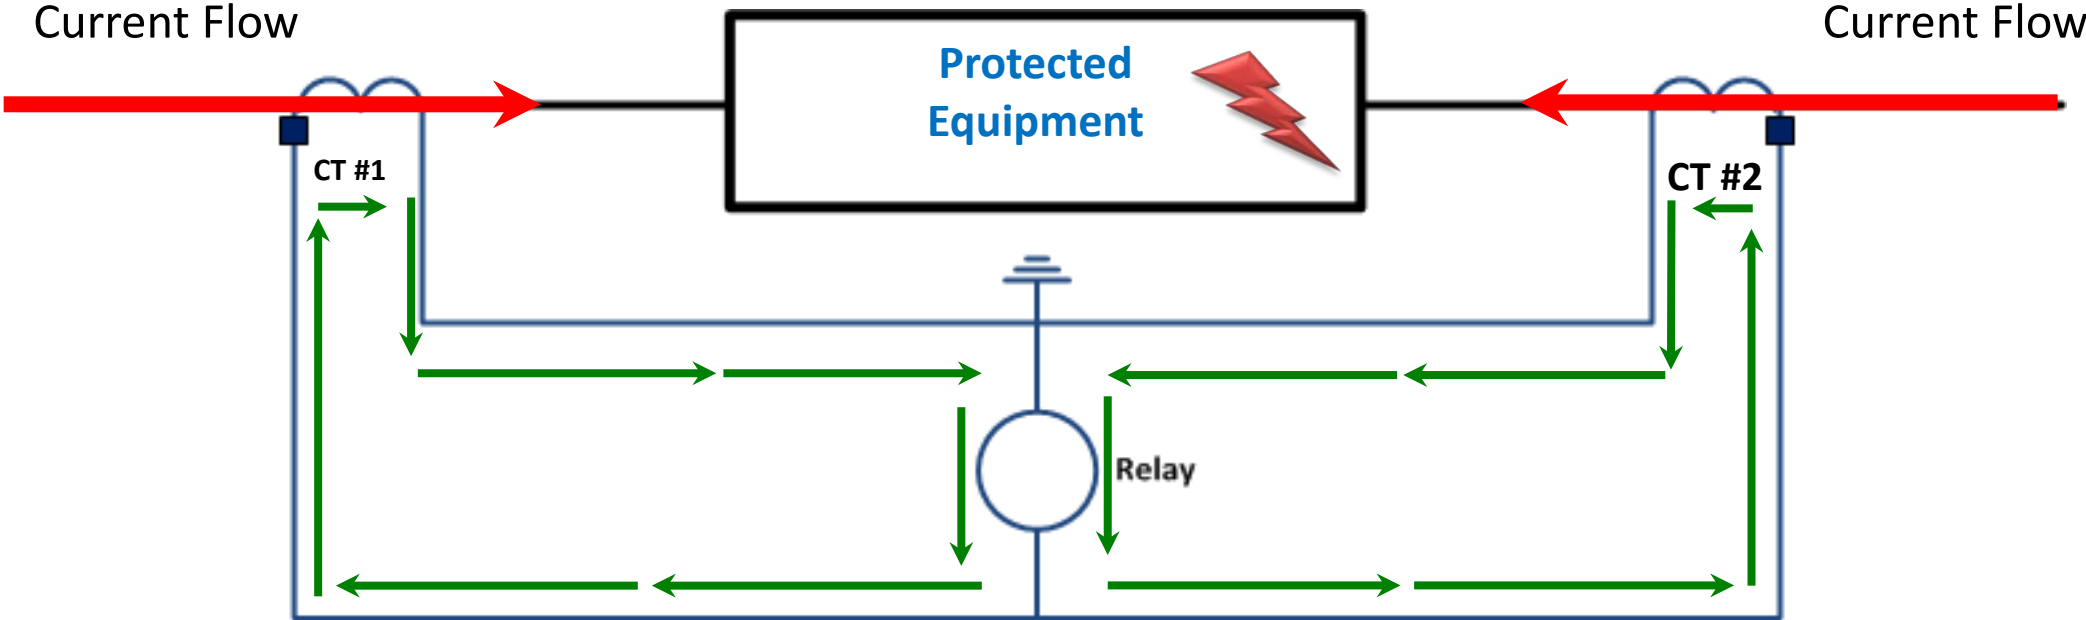 Current Flow
Current Flow
Protected
Equipment
CT #1
CT #2
Relay